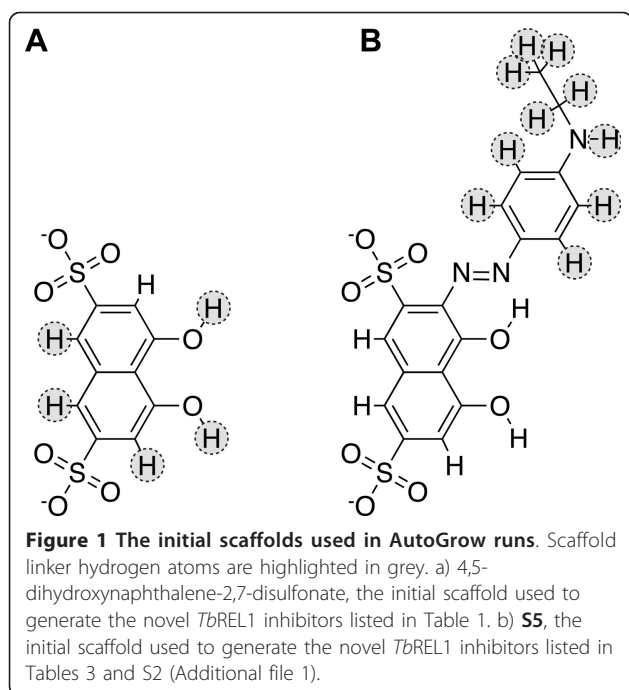 A
B
H
H
H
H
H
N-H
H
H
H
H
H
-O
O
S
O
H
H
O
H
H
O
H
H
O
S
-O
O
-O
O
S
O
N=N
H
H
O
H
O
H
H
O
S
-O
O
Figure 1 The initial scaffolds used in AutoGrow runs. Scaffold
linker hydrogen atoms are highlighted in grey. a) 4,5-
dihydroxynaphthalene-2,7-disulfonate, the initial scaffold used to
generate the novel TbREL1 inhibitors listed in Table 1. b) S5, the
initial scaffold used to generate the novel TbREL1 inhibitors listed in
Tables 3 and S2 (Additional file 1).